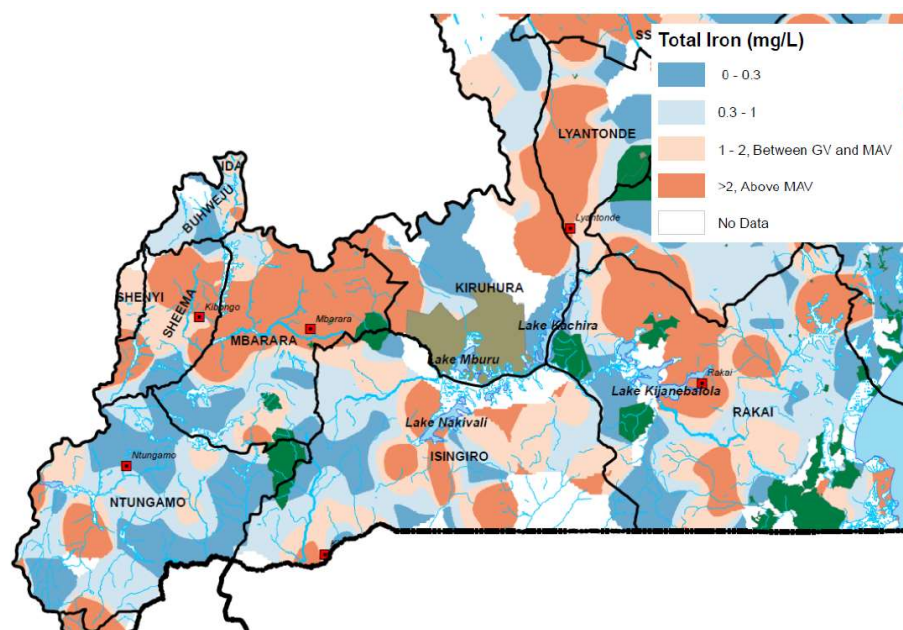 Total Iron (mg/L)
0 - 0.3
0.3 - 1
1 - 2, Between GV and MAV
>2, Above MAV
No Data
SS
LYANTONDE
Lyantonde
IDA
BUHWEJU
SHENYI
SHEEMA
Kibingo
Mbarara
MBARARA
KIRUHURA
Lake Kachira
Lake Mburu
Rakai
Lake Kijanebalola
RAKAI
Lake Nakivali
ISINGIRO
Ntungamo
NTUNGAMO